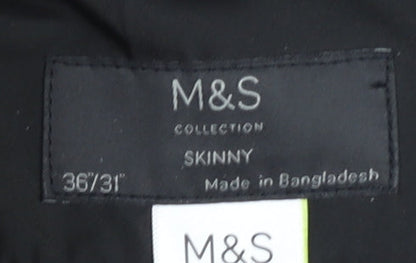 M&S
COLLECTION
SKINNY
36"/31"
Made in Bangladesh
M&S